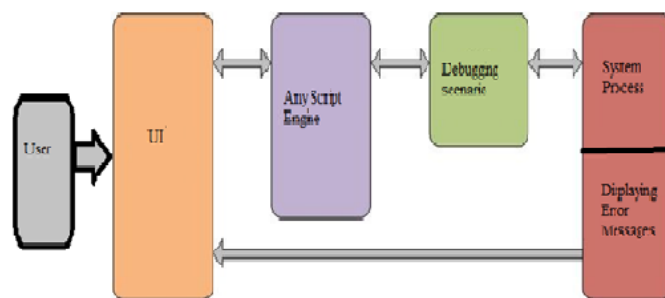 User
UI
Any Script
Engine
Debugging
scenario
System
Process
Displaying
Error
Messages